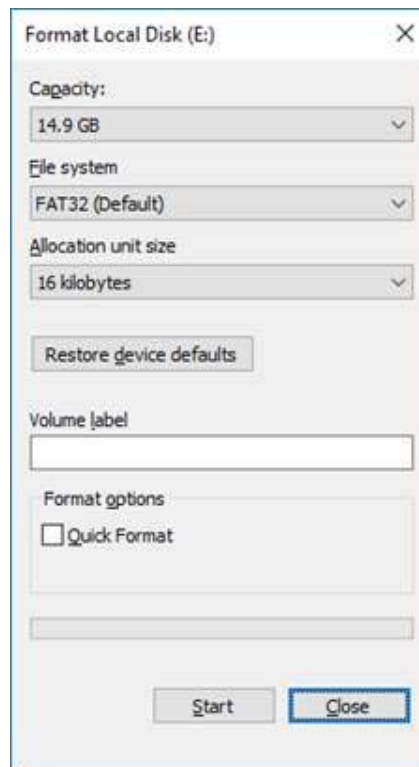 Format Local Disk (E:)
Capacity:
14.9 GB
File system
FAT32 (Default)
Allocation unit size
16 kilobytes
Restore device defaults
Volume label
Format options
Quick Format
Start Close